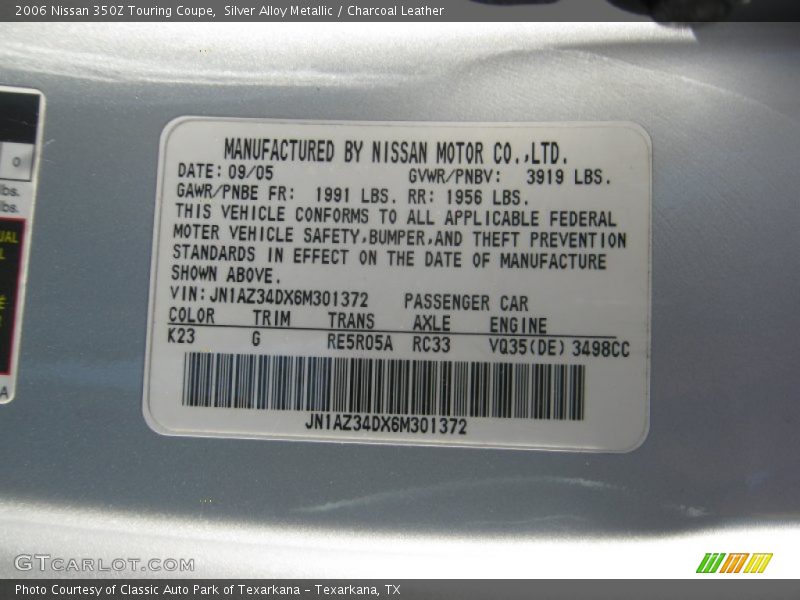 2006 Nissan 350Z Touring Coupe,  Silver Alloy Metallic / Charcoal Leather
MANUFACTURED BY NISSAN MOTOR CO.,LTD.
DATE: 09/05 GVWR/PNBV: 3919 LBS.
GAWR/PNBE FR: 1991 LBS. RR: 1956 LBS.
THIS VEHICLE CONFORMS TO ALL APPLICABLE FEDERAL
MOTER VEHICLE SAFETY,BUMPER,AND THEFT PREVENTION
STANDARDS IN EFFECT ON THE DATE OF MANUFACTURE
SHOWN ABOVE.
VIN: JN1AZ34DX6M301372 PASSENGER CAR
COLOR TRIM TRANS AXLE ENGINE
K23 G RE5R05A RC33 VQ35(DE) 3498CC
JN1AZ34DX6M301372
0
lbs.
lbs.
GTCARLOT.COM
Photo Courtesy of Classic Auto Park of Texarkana – Texarkana, TX